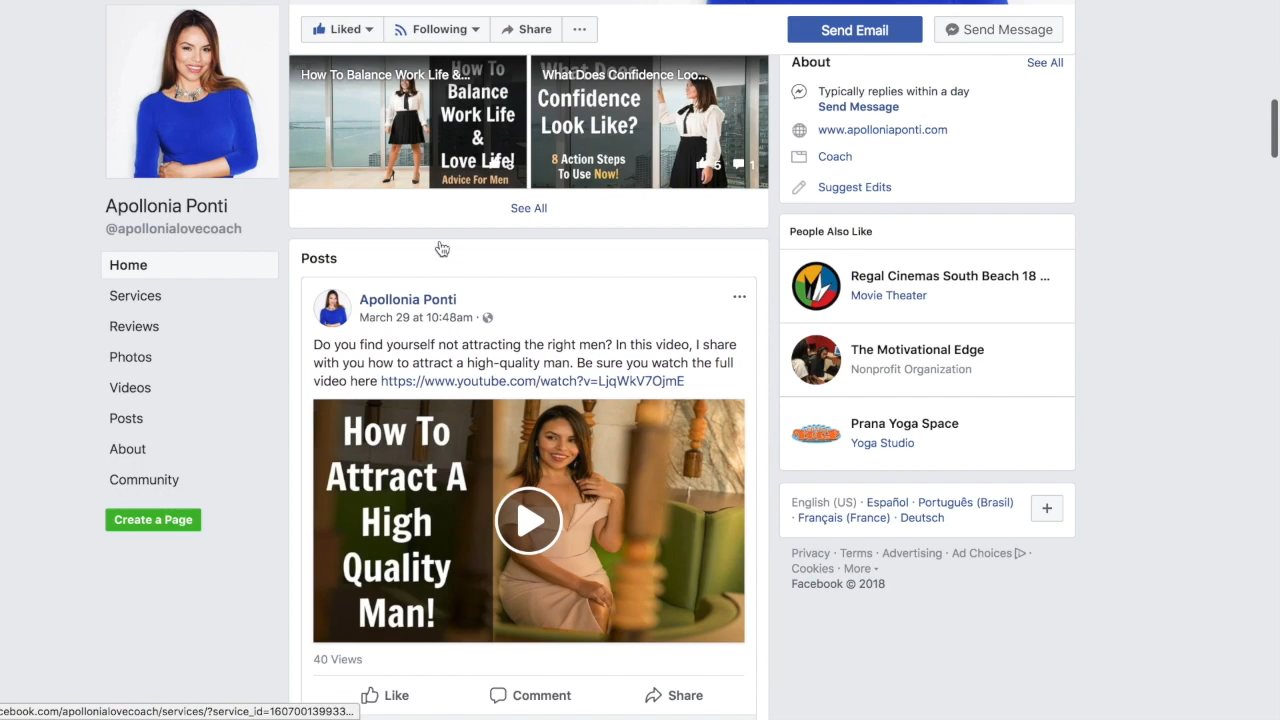 Liked
Following
Share
Send Email
Send Message
How To Balance Work Life &...
How To
Balance
Work Life
&
Love Life!
Advice For Men
What Does Confidence Loo...
Confidence
Look Like?
8 Action Steps
To Use Now!
5
1
See All
Apollonia Ponti
@apollonialovecoach
Home
Services
Reviews
Photos
Videos
Posts
About
Community
Create a Page
Posts
Apollonia Ponti
March 29 at 10:48am ·
Do you find yourself not attracting the right men? In this video, I share
with you how to attract a high-quality man. Be sure you watch the full
video here https://www.youtube.com/watch?v=LjqWkV7OjmE
How To
Attract A
High
Quality
Man!
40 Views
Like
Comment
Share
About
See All
Typically replies within a day
Send Message
www.apolloniaponti.com
Coach
Suggest Edits
People Also Like
Regal Cinemas South Beach 18 ...
Movie Theater
The Motivational Edge
Nonprofit Organization
Prana Yoga Space
Yoga Studio
English (US) · Español · Português (Brasil)
· Français (France) · Deutsch
Privacy · Terms · Advertising · Ad Choices ·
Cookies · More
Facebook © 2018
cebook.com/apollonialovecoach/services/?service_id=160700139933...